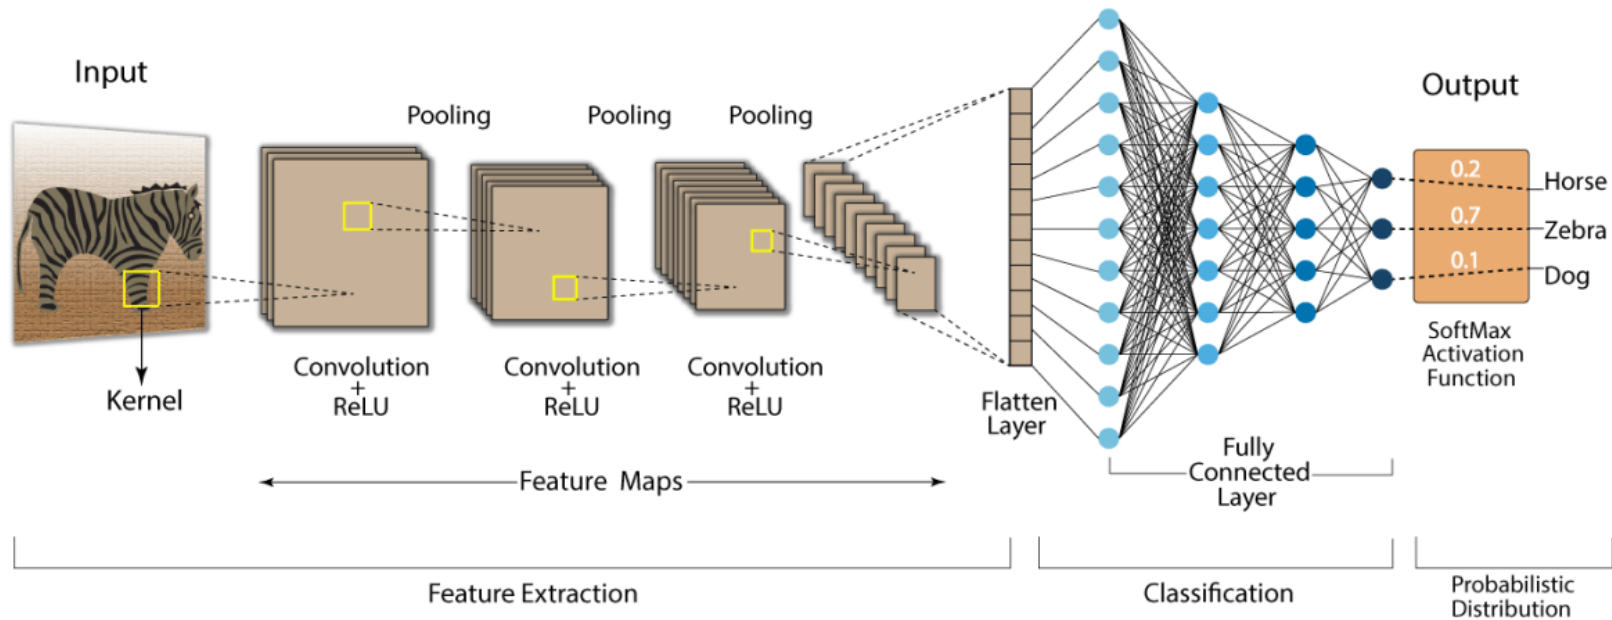 Input
Kernel
Pooling
Pooling
Pooling
Convolution
+
ReLU
Convolution
+
ReLU
Convolution
+
ReLU
Feature Maps
Flatten
Layer
Fully
Connected
Layer
Output
0.2
Horse
0.7
Zebra
0.1
Dog
SoftMax
Activation
Function
Feature Extraction
Classification
Probabilistic
Distribution